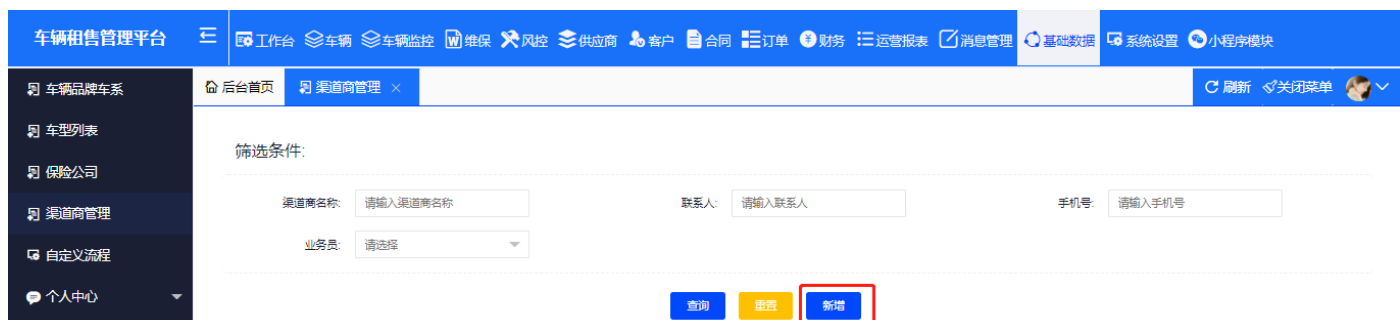 车辆租售管理平台 工作台 车辆 车辆监控 维保 风控 供应商 客户 合同 订单 财务 运营报表 消息管理 基础数据 系统设置 小程序模块
车辆品牌车系 后台首页 渠道商管理 × 刷新 关闭菜单
车型列表
筛选条件:
保险公司
渠道商名称: 请输入渠道商名称 联系人: 请输入联系人 手机号: 请输入手机号
渠道商管理
业务员: 请选择
自定义流程
个人中心
查询 重置 新增